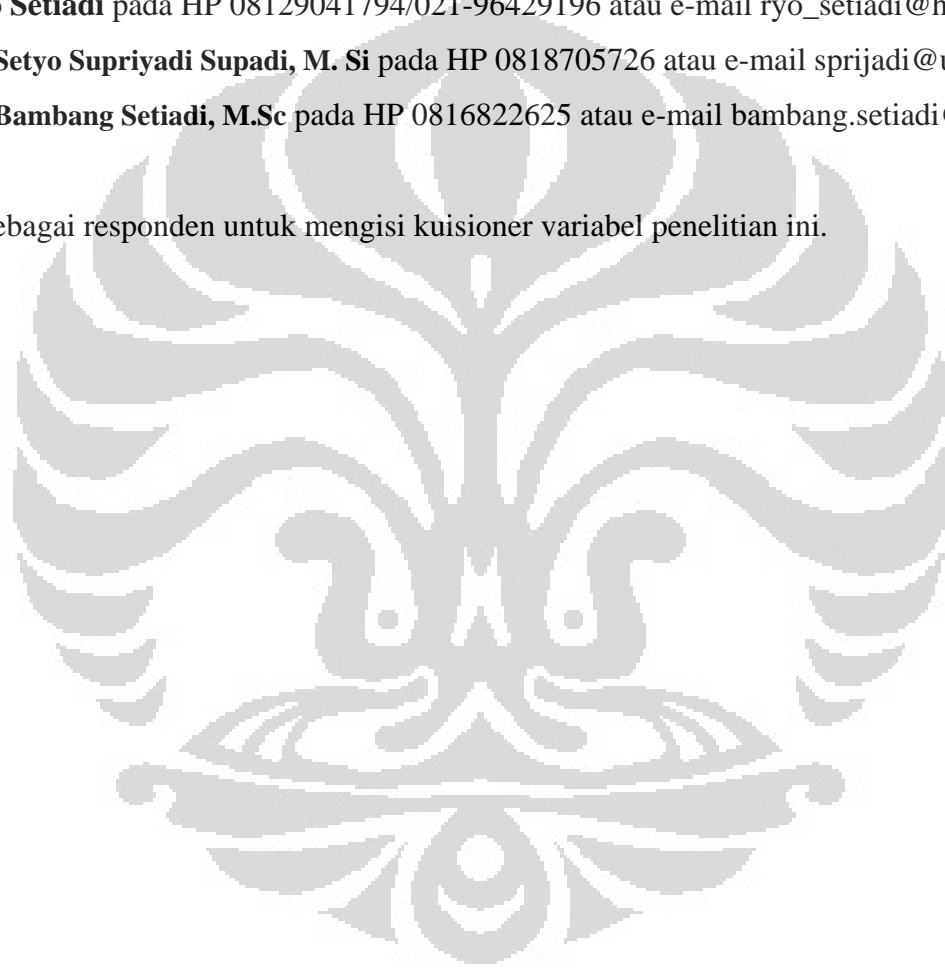 Setiadi pada HP 08129041794/021-96429196 atau e-mail ryo_setiadi@h
Setyo Supriyadi Supadi, M. Si pada HP 0818705726 atau e-mail sprijadi@u
Bambang Setiadi, M.Sc pada HP 0816822625 atau e-mail bambang.setiadi
ebagai responden untuk mengisi kuisioner variabel penelitian ini.